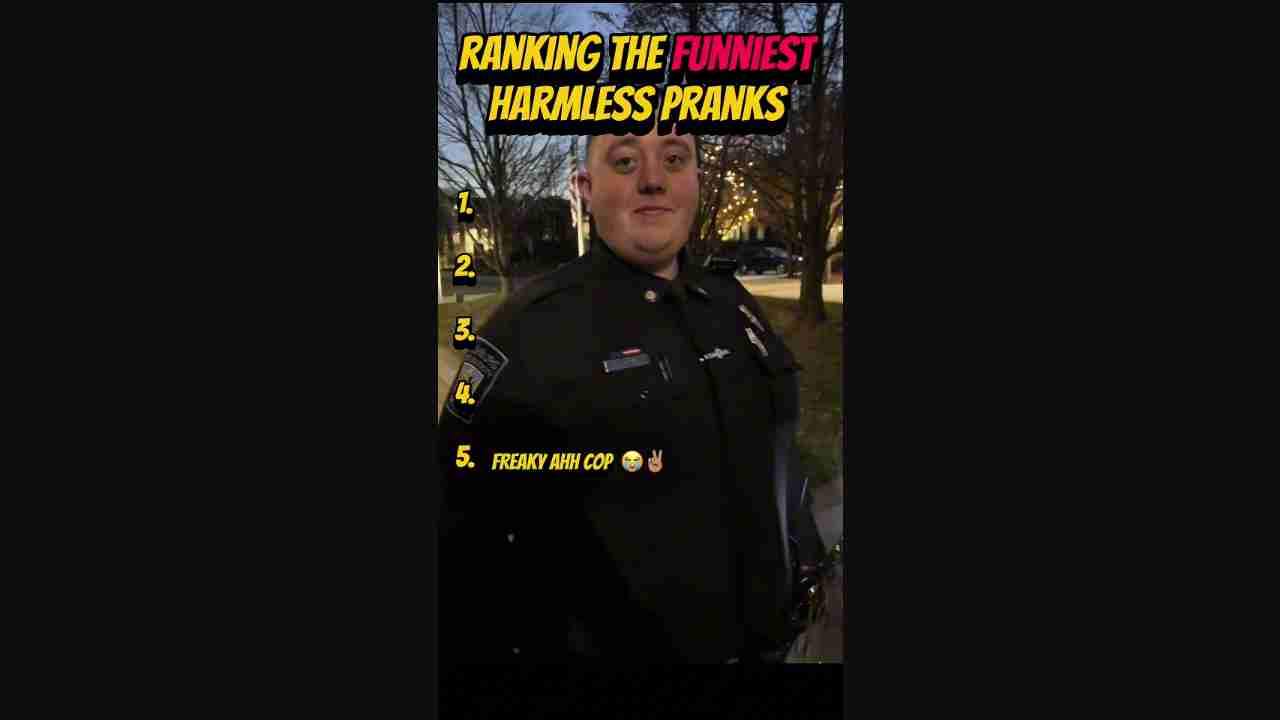 RANKING THE FUNNIEST
HARMLESS PRANKS
1.
2.
3.
4.
5. FREAKY AHH COP 😭✌🏽